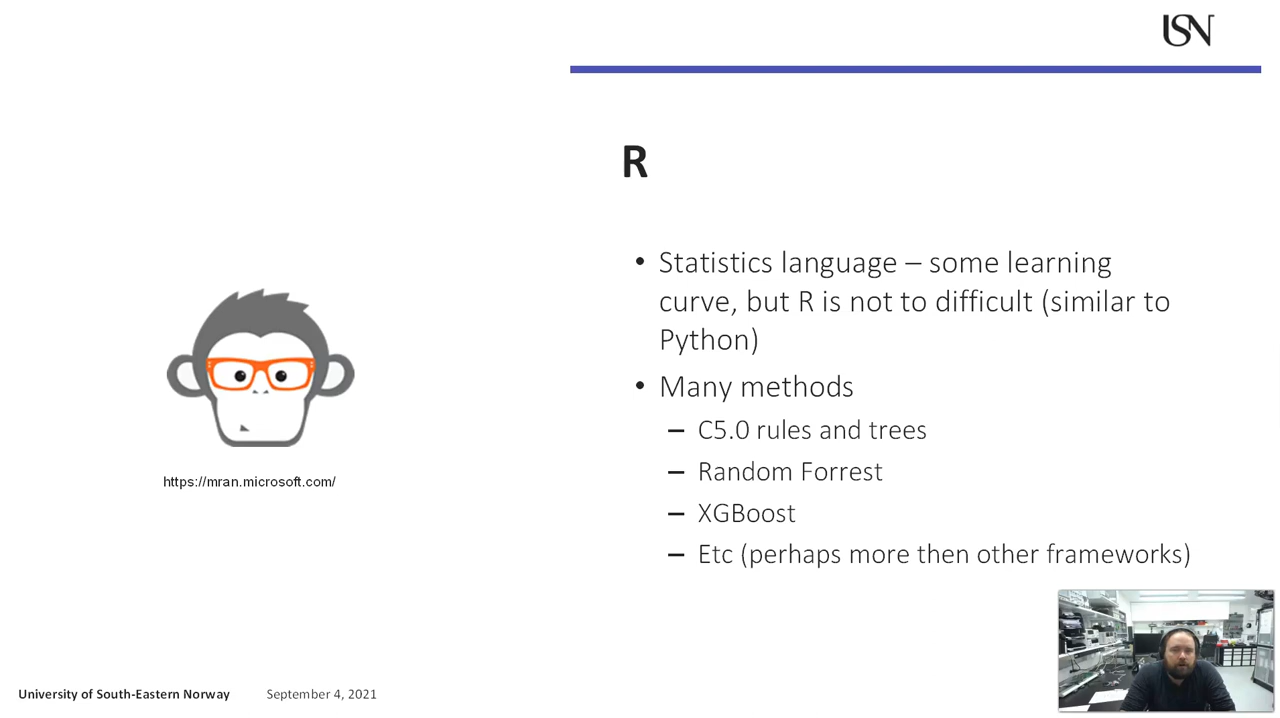 USN
R
• Statistics language – some learning
curve, but R is not to difficult (similar to
Python)
• Many methods
– C5.0 rules and trees
– Random Forrest
– XGBoost
– Etc (perhaps more then other frameworks)
https://mran.microsoft.com/
University of South-Eastern Norway September 4, 2021